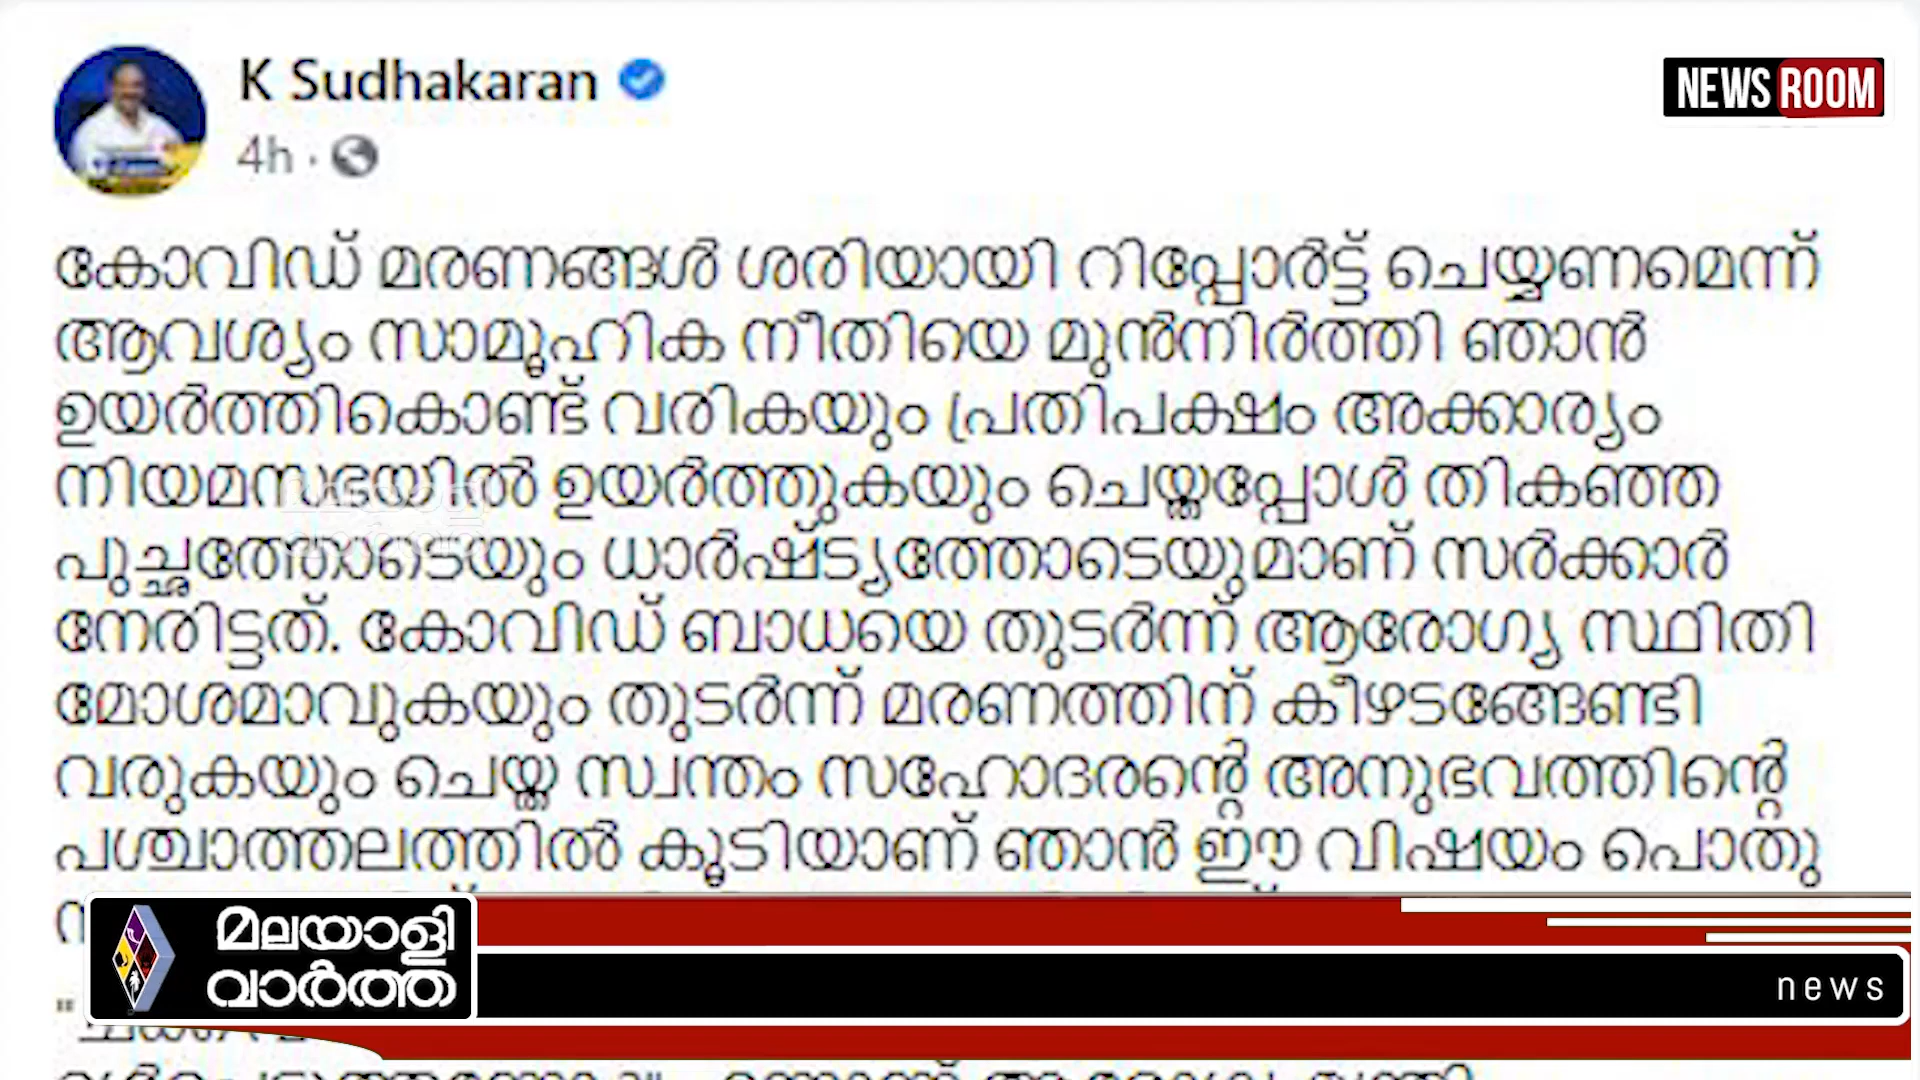 K Sudhakaran
4h ·
NEWS ROOM
കോവിഡ് മരണങ്ങൾ ശരിയായി റിപ്പോർട്ട് ചെയ്യണമെന്ന്
ആവശ്യം സാമൂഹിക നീതിയെ മുൻനിർത്തി ഞാൻ
ഉയർത്തികൊണ്ട് വരികയും പ്രതിപക്ഷം അക്കാര്യം
നിയമസഭയിൽ ഉയർത്തുകയും ചെയ്തപ്പോൾ തികഞ്ഞ
പുച്ഛത്തോടെയും ധാർഷ്ട്യത്തോടെയുമാണ് സർക്കാർ
നേരിട്ടത്. കോവിഡ് ബാധയെ തുടർന്ന് ആരോഗ്യ സ്ഥിതി
മോശമാവുകയും തുടർന്ന് മരണത്തിന് കീഴടങ്ങേണ്ടി
വരുകയും ചെയ്ത സ്വന്തം സഹോദരന്റെ അനുഭവത്തിന്റെ
പശ്ചാത്തലത്തിൽ കൂടിയാണ് ഞാൻ ഈ വിഷയം പൊതു
മലയാളി
വാർത്ത
news